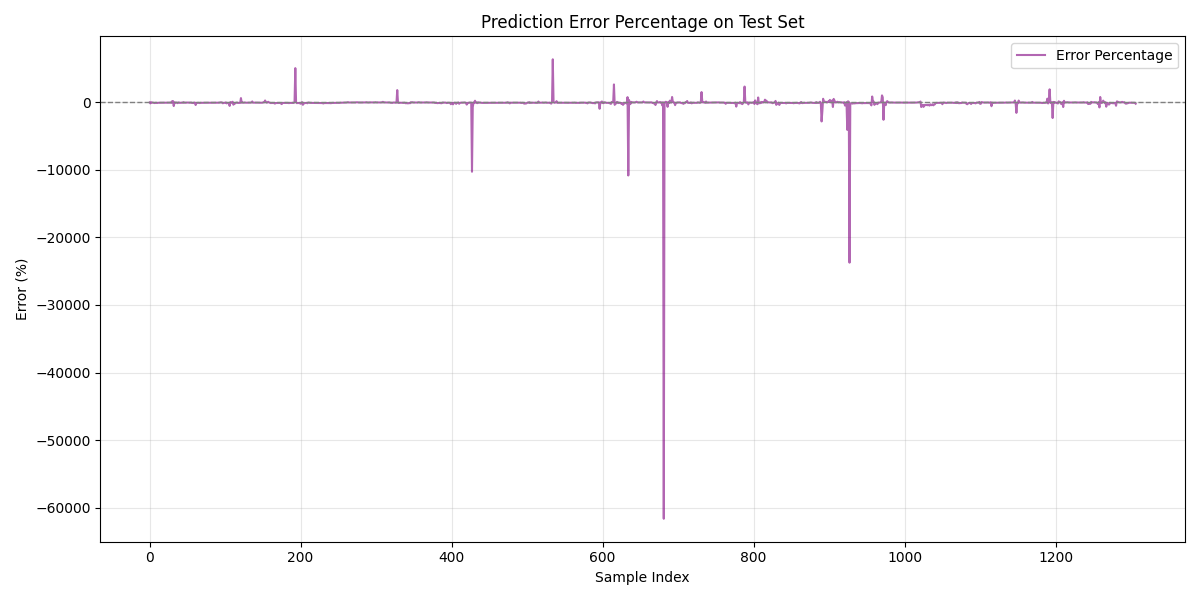 Prediction Error Percentage on Test Set
Error Percentage
0
−10000
−20000
−30000
−40000
−50000
−60000
Error (%)
0 200 400 600 800 1000 1200
Sample Index